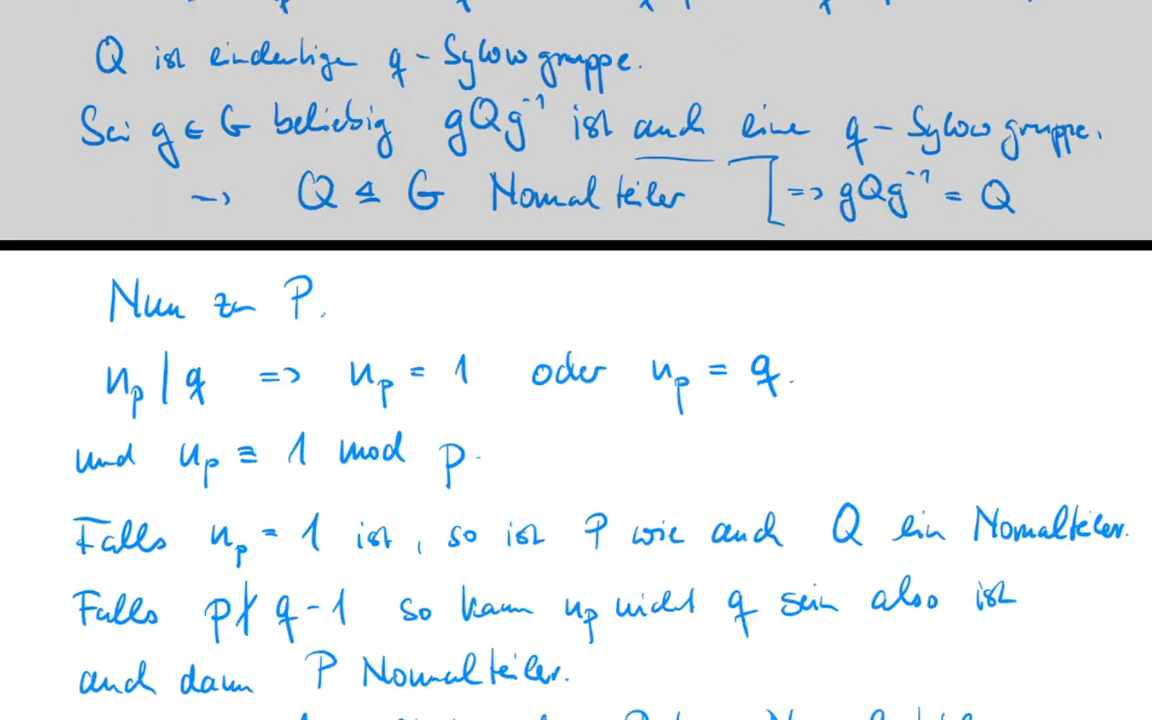 Q ist eindeutige q-Sylowgruppe.
Sei g ∈ G beliebig gQg⁻¹ ist auch eine q-Sylowgruppe.
⇝ Q ⊴ G Normalteiler [⇒ gQg⁻¹ = Q
Nun zu P.
n_p | q ⇒ n_p = 1 oder n_p = q.
und n_p ≡ 1 mod p.
Falls n_p = 1 ist, so ist P wie auch Q ein Normalteiler.
Falls p ∤ q-1 so kann n_p nicht q sein also ist
auch dann P Normalteiler.